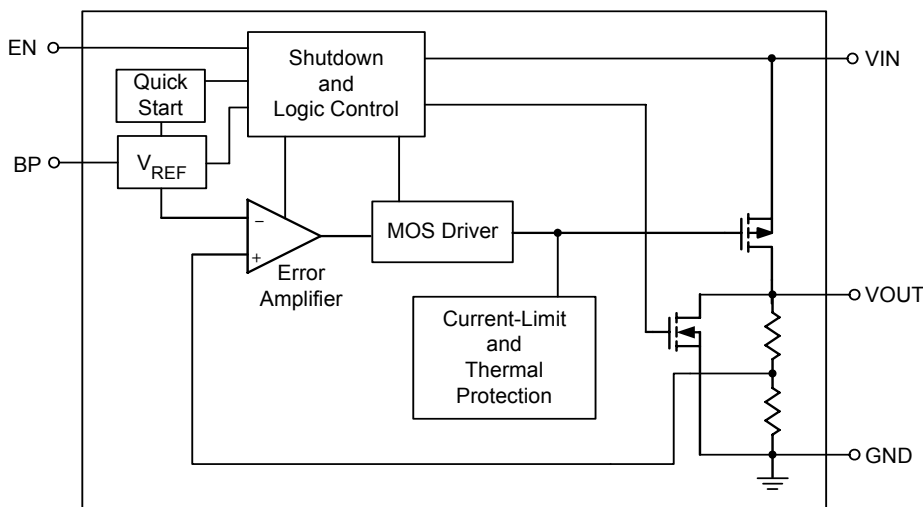 EN
Shutdown
and
Logic Control
VIN
Quick
Start
BP
VREF
−
+
Error
Amplifier
MOS Driver
Current-Limit
and
Thermal
Protection
VOUT
GND